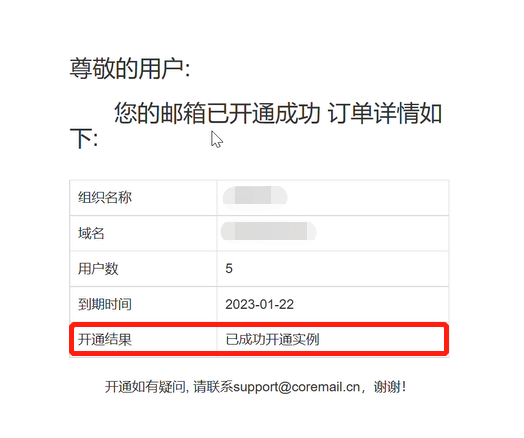 尊敬的用户:
您的邮箱已开通成功 订单详情如
下:
组织名称
域名
用户数 5
到期时间 2023-01-22
开通结果 已成功开通实例
开通如有疑问, 请联系support@coremail.cn，谢谢！